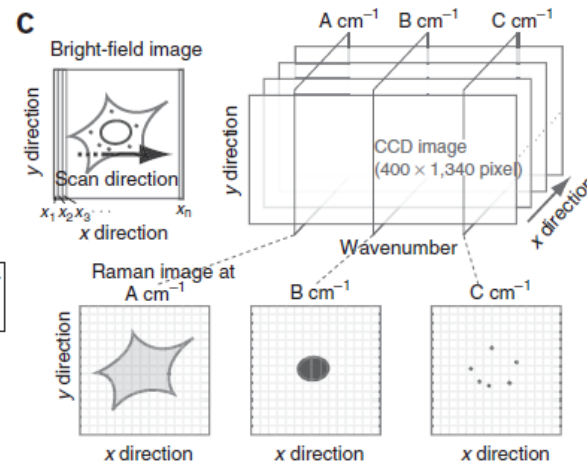 C
Bright-field image
y direction
Scan direction
x₁ x₂ x₃ ··· xₙ
x direction
A cm⁻¹ B cm⁻¹ C cm⁻¹
y direction
CCD image
(400 × 1,340 pixel)
x direction
Wavenumber
Raman image at
A cm⁻¹ B cm⁻¹ C cm⁻¹
y direction
x direction x direction x direction